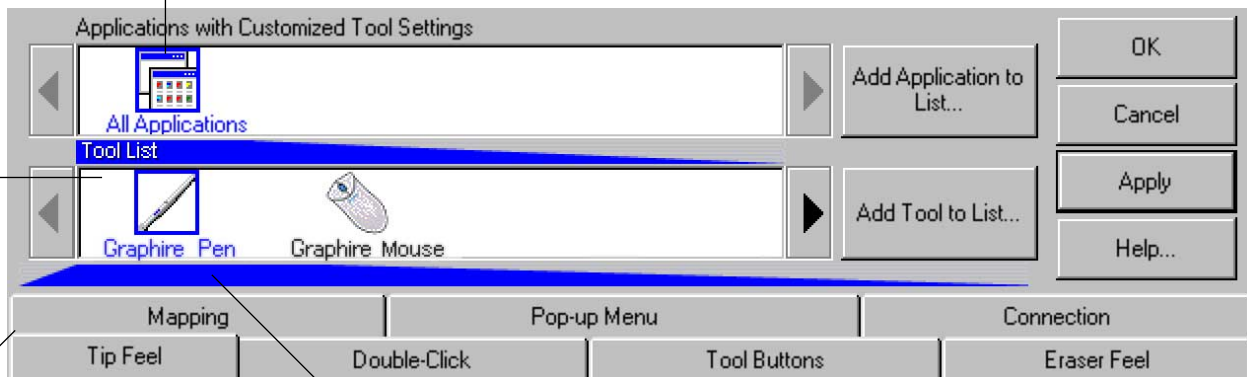 Applications with Customized Tool Settings
All Applications
Add Application to
List...
OK
Cancel
Tool List
Graphire Pen
Graphire Mouse
Add Tool to List...
Apply
Help...
Mapping
Pop-up Menu
Connection
Tip Feel
Double-Click
Tool Buttons
Eraser Feel